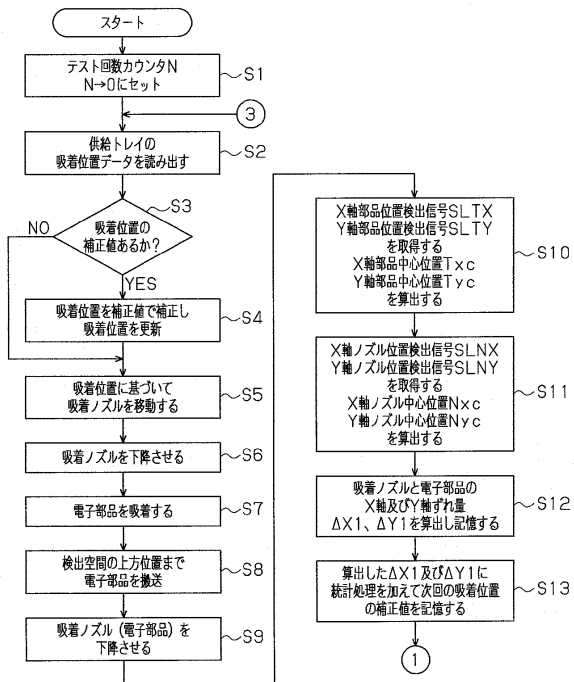 スタート
テスト回数カウンタN
N→0にセット
S1
3
供給トレイの
吸着位置データを読み出す
S2
S3
吸着位置の
補正値あるか?
NO
YES
吸着位置を補正値で補正し
吸着位置を更新
S4
吸着位置に基づいて
吸着ノズルを移動する
S5
吸着ノズルを下降させる
S6
電子部品を吸着する
S7
検出空間の上方位置まで
電子部品を搬送
S8
吸着ノズル(電子部品)を
下降させる
S9
X軸部品位置検出信号SLTX
Y軸部品位置検出信号SLTY
を取得する
X軸部品中心位置Txc
Y軸部品中心位置Tyc
を算出する
S10
X軸ノズル位置検出信号SLNX
Y軸ノズル位置検出信号SLNY
を取得する
X軸ノズル中心位置Nxc
Y軸ノズル中心位置Nyc
を算出する
S11
吸着ノズルと電子部品の
X軸及びY軸ずれ量
ΔX1、ΔY1を算出し記憶する
S12
算出したΔX1及びΔY1に
統計処理を加えて次回の吸着位置
の補正値を記憶する
S13
1